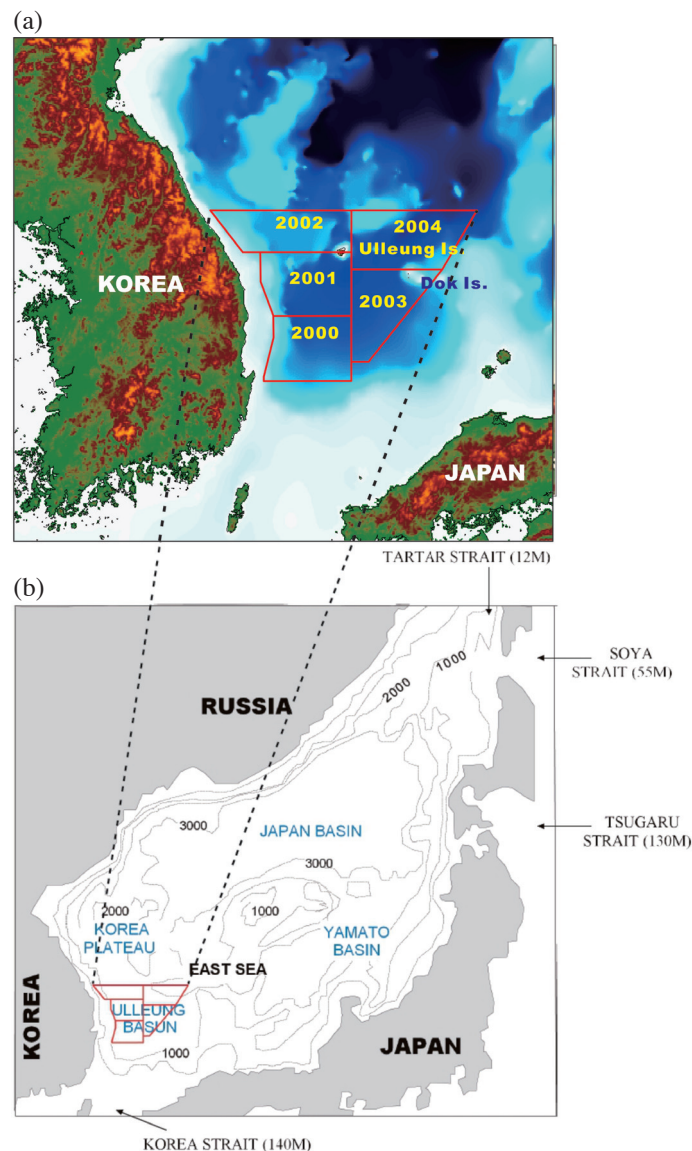 (a)
2002
2004
Ulleung Is.
2001
KOREA
Dok Is.
2003
2000
JAPAN
TARTAR STRAIT (12M)
(b)
SOYA
STRAIT (55M)
1000
2000
RUSSIA
3000
JAPAN BASIN
TSUGARU
STRAIT (130M)
3000
2000
1000
KOREA
PLATEAU
YAMATO
BASIN
EAST SEA
ULLEUNG
BASUN
KOREA
1000
JAPAN
KOREA STRAIT (140M)